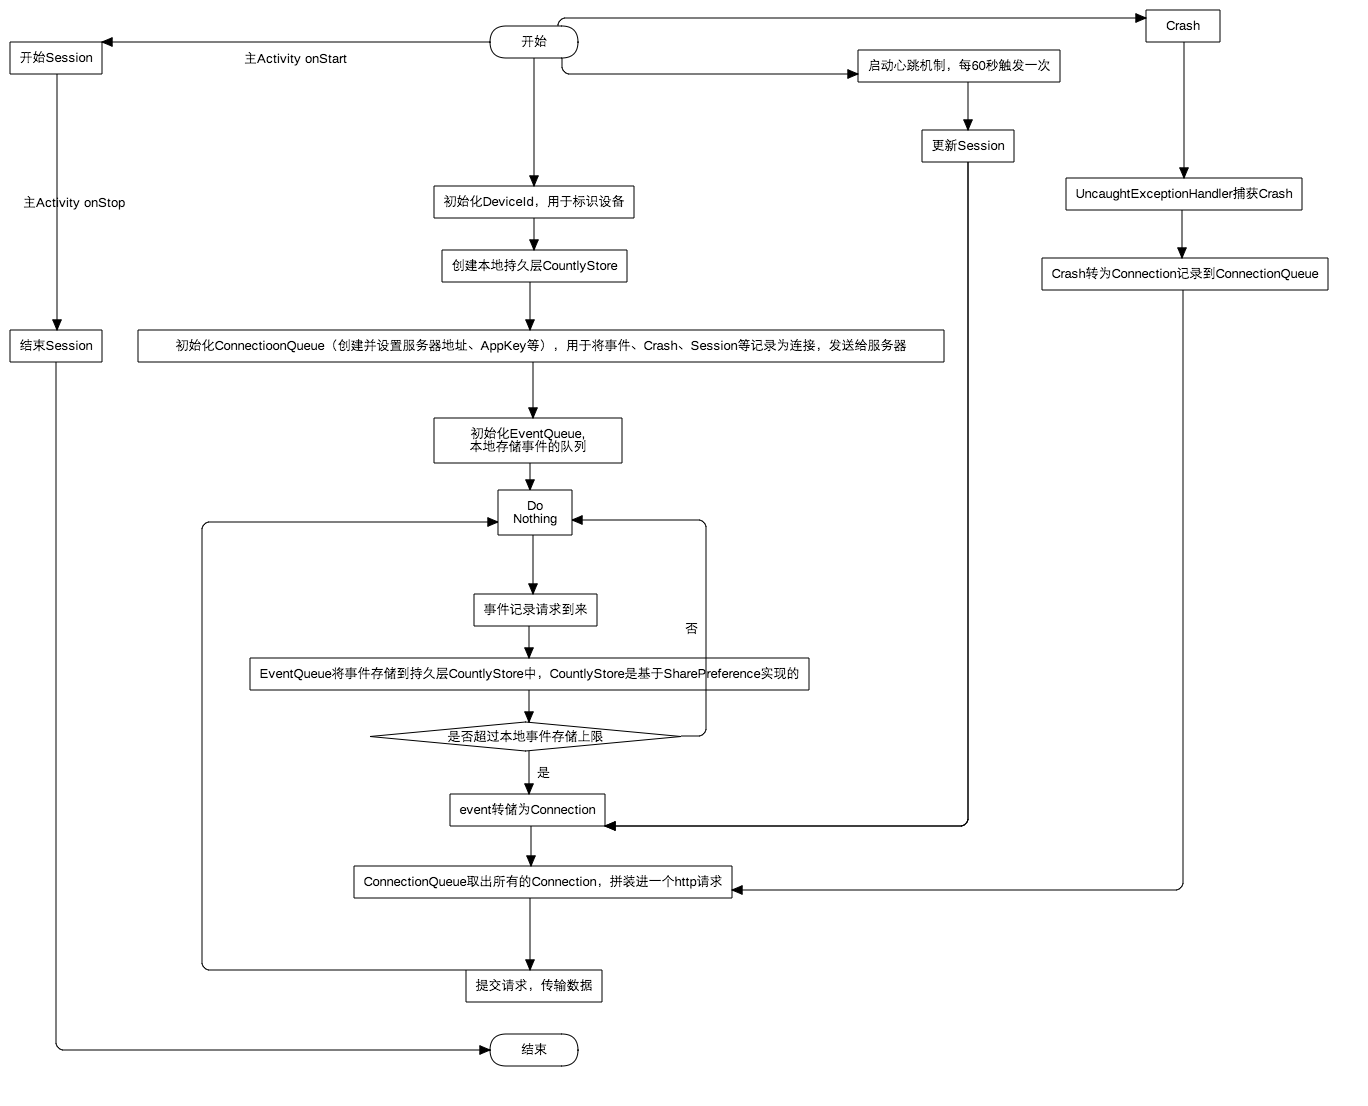 开始
Crash
开始Session
主Activity onStart
启动心跳机制，每60秒触发一次
更新Session
主Activity onStop
初始化DeviceId，用于标识设备
UncaughtExceptionHandler捕获Crash
创建本地持久层CountlyStore
Crash转为Connection记录到ConnectionQueue
结束Session
初始化ConnectioonQueue（创建并设置服务器地址、AppKey等），用于将事件、Crash、Session等记录为连接，发送给服务器
初始化EventQueue,
本地存储事件的队列
Do
Nothing
事件记录请求到来
否
EventQueue将事件存储到持久层CountlyStore中，CountlyStore是基于SharePreference实现的
是否超过本地事件存储上限
是
event转储为Connection
ConnectionQueue取出所有的Connection，拼装进一个http请求
提交请求，传输数据
结束